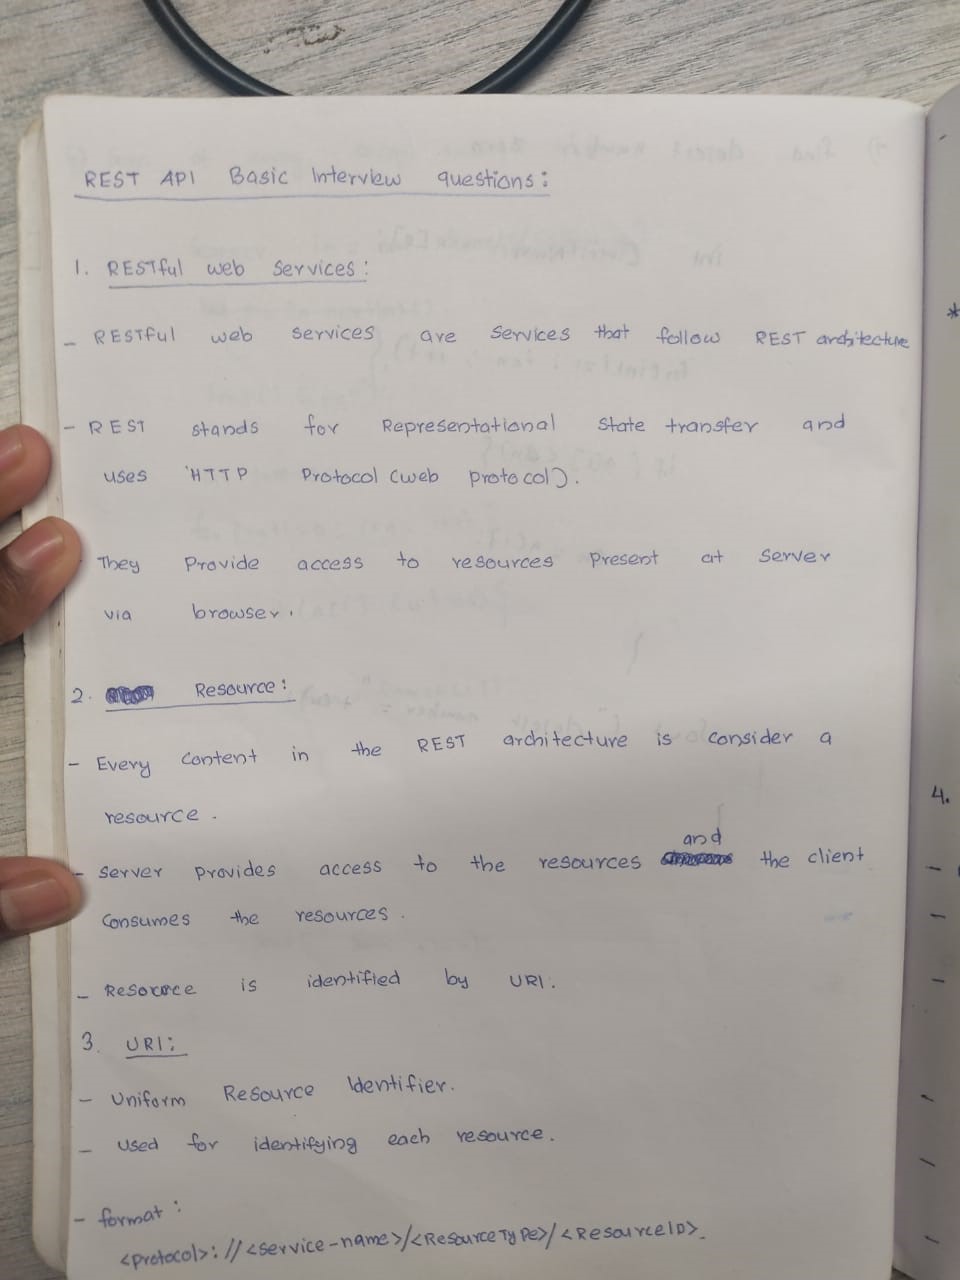 REST API Basic Interview questions:
1. RESTful web services:
- RESTful web services are services that follow REST architecture
- REST stands for Representational State transfer and
uses 'HTTP Protocol (web protocol).
They Provide access to resources present at server
via browser.
2. Resource:
- Every content in the REST architecture is consider a
resource.
and
- Server provides access to the resources the client
consumes the resources.
- Resource is identified by URI.
3. URI:
- Uniform Resource Identifier.
- used for identifying each resource.
- format:
<protocol>://<service-name>/<Resource Type>/<ResourceID>.
*
4.